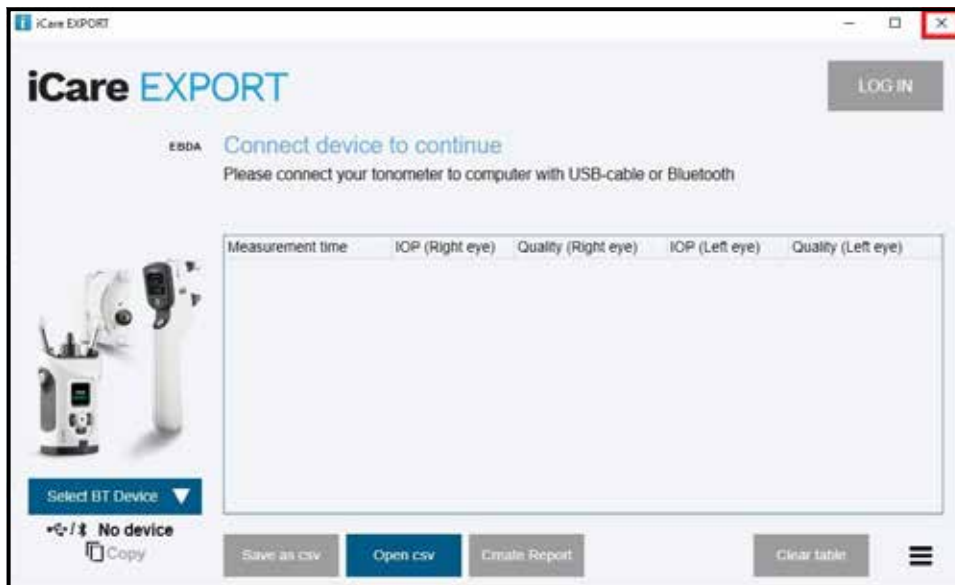 iCare EXPORT
iCare EXPORT
LOG IN
EBDA
Connect device to continue
Please connect your tonometer to computer with USB-cable or Bluetooth
Measurement time IOP (Right eye) Quality (Right eye) IOP (Left eye) Quality (Left eye)
Select BT Device
No device
Copy
Save as csv Open csv Create Report Clear table